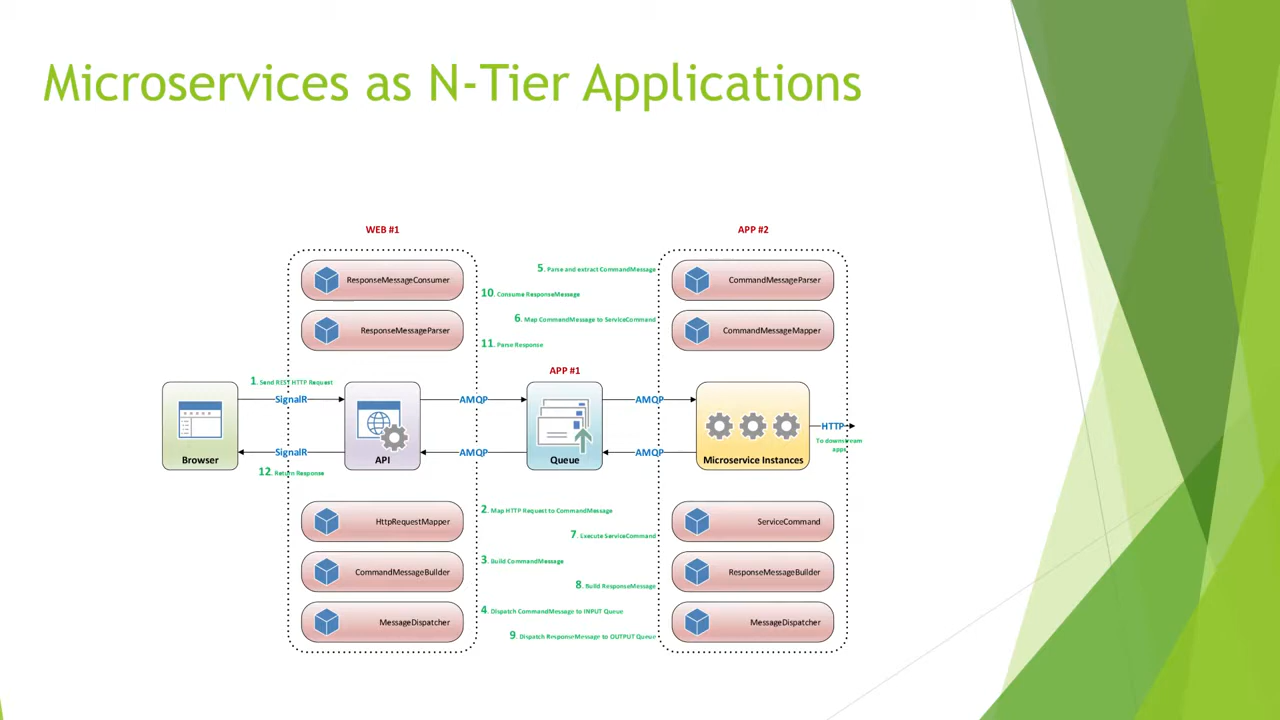 Microservices as N-Tier Applications
WEB #1
APP #2
ResponseMessageConsumer
5. Parse and extract CommandMessage
CommandMessageParser
10. Consume ResponseMessage
6. Map CommandMessage to ServiceCommand
ResponseMessageParser
CommandMessageMapper
11. Parse Response
APP #1
1. Send REST HTTP Request
SignalR
AMQP
AMQP
HTTP
To downstream
apps
SignalR
AMQP
AMQP
Browser
API
Queue
Microservice Instances
12. Return Response
2. Map HTTP Request to CommandMessage
HttpRequestMapper
ServiceCommand
7. Execute ServiceCommand
3. Build CommandMessage
CommandMessageBuilder
ResponseMessageBuilder
8. Build ResponseMessage
4. Dispatch CommandMessage to INPUT Queue
MessageDispatcher
MessageDispatcher
9. Dispatch ResponseMessage to OUTPUT Queue